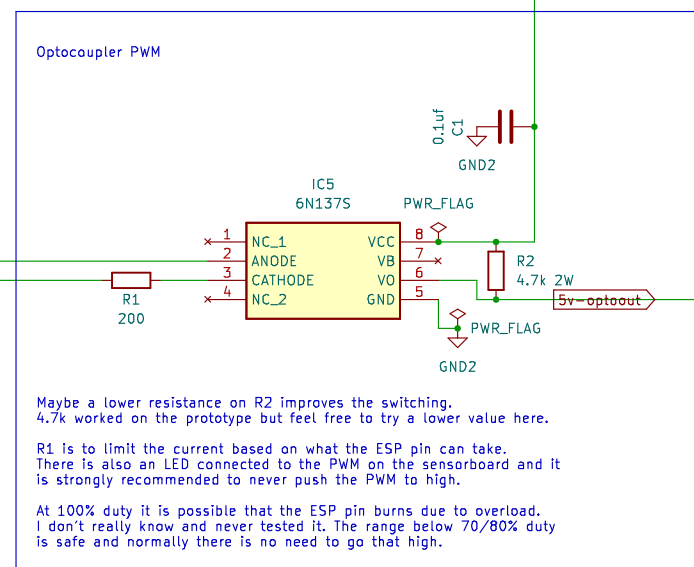 Optocoupler PWM
0.1uf
C1
GND2
IC5
6N137S
PWR_FLAG
1 NC_1 VCC 8
2 ANODE VB 7
3 CATHODE VO 6
4 NC_2 GND 5
R1
200
R2
4.7k 2W
5v-optoout
PWR_FLAG
GND2
Maybe a lower resistance on R2 improves the switching.
4.7k worked on the prototype but feel free to try a lower value here.
R1 is to limit the current based on what the ESP pin can take.
There is also an LED connected to the PWM on the sensorboard and it
is strongly recommended to never push the PWM to high.
At 100% duty it is possible that the ESP pin burns due to overload.
I don't really know and never tested it. The range below 70/80% duty
is safe and normally there is no need to go that high.